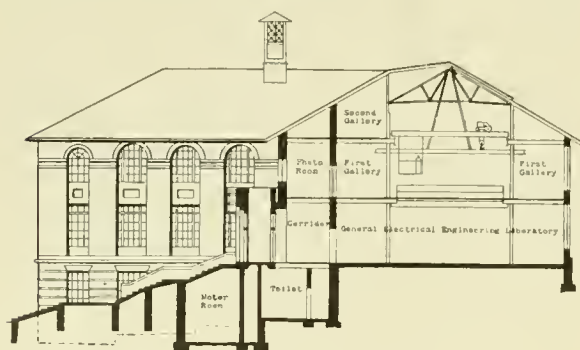 Second
Gallery
Photo
Room
First
Gallery
First
Gallery
Corridor
General Electrical Engineering Laboratory
Motor
Room
Toilet